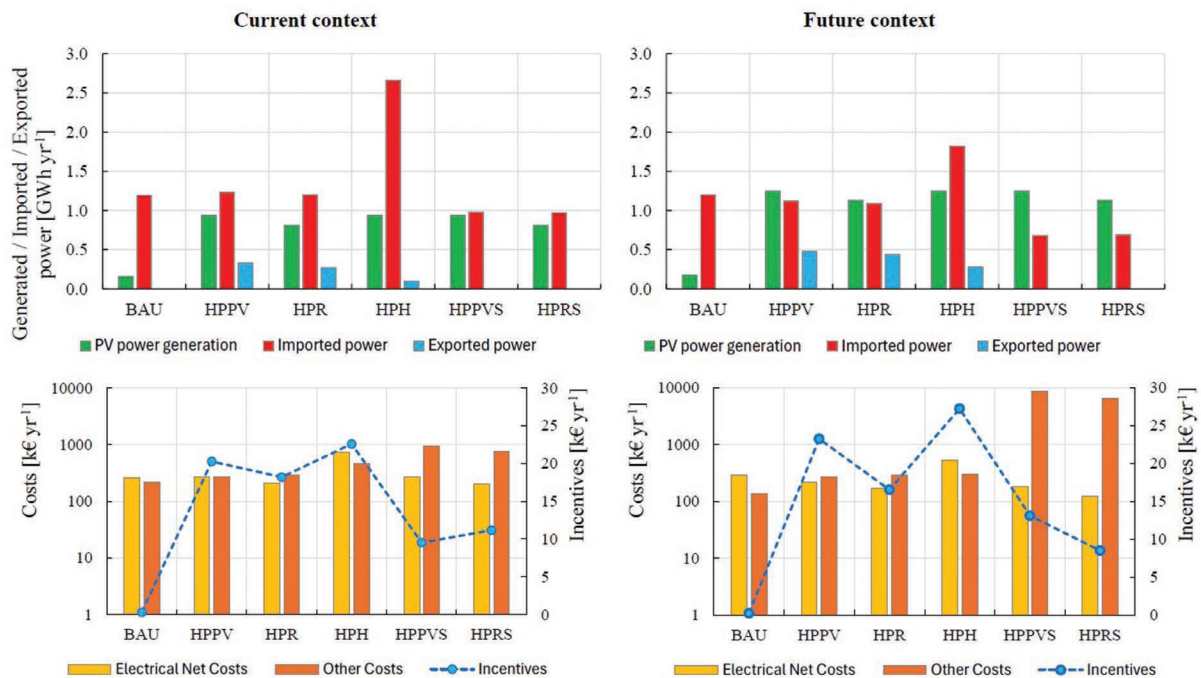 Current context
Future context
Generated / Imported / Exported
power [GWh yr-1]
3.0
2.5
2.0
1.5
1.0
0.5
0.0
BAU HPPV HPR HPH HPPVS HPRS
PV power generation Imported power Exported power
3.0
2.5
2.0
1.5
1.0
0.5
0.0
BAU HPPV HPR HPH HPPVS HPRS
PV power generation Imported power Exported power
Costs [k€ yr-1]
10000
1000
100
10
1
30
25
20
15
10
5
0
Incentives [k€ yr-1]
BAU HPPV HPR HPH HPPVS HPRS
Electrical Net Costs Other Costs Incentives
Costs [k€ yr-1]
10000
1000
100
10
1
30
25
20
15
10
5
0
Incentives [k€ yr-1]
BAU HPPV HPR HPH HPPVS HPRS
Electrical Net Costs Other Costs Incentives